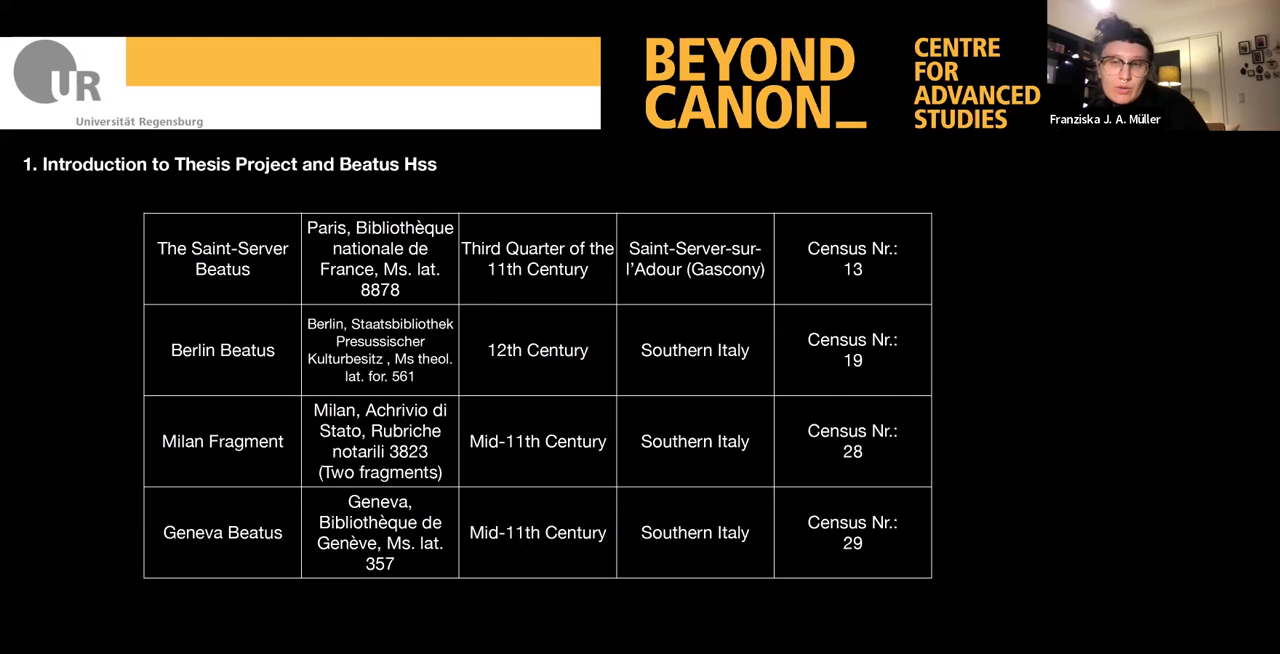 UR
Universität Regensburg
BEYOND
CANON_
CENTRE
FOR
ADVANCED
STUDIES
Franziska J. A. Müller
1. Introduction to Thesis Project and Beatus Hss
The Saint-Server
Beatus
Paris, Bibliothèque
nationale de
France, Ms. lat.
8878
Third Quarter of the
11th Century
Saint-Server-sur-
l'Adour (Gascony)
Census Nr.:
13
Berlin Beatus
Berlin, Staatsbibliothek
Presussischer
Kulturbesitz , Ms theol.
lat. for. 561
12th Century
Southern Italy
Census Nr.:
19
Milan Fragment
Milan, Achrivio di
Stato, Rubriche
notarili 3823
(Two fragments)
Mid-11th Century
Southern Italy
Census Nr.:
28
Geneva Beatus
Geneva,
Bibliothèque de
Genève, Ms. lat.
357
Mid-11th Century
Southern Italy
Census Nr.:
29